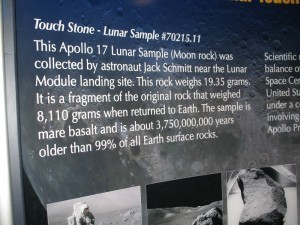 Touch Stone - Lunar Sample #70215.11
This Apollo 17 Lunar Sample (Moon rock) was
collected by astronaut Jack Schmitt near the Lunar
Module landing site. This rock weighs 19.35 grams.
It is a fragment of the original rock that weighed
8,110 grams when returned to Earth. The sample is
mare basalt and is about 3,750,000,000 years
older than 99% of all Earth surface rocks.
Scientific
balance o
Space Cen
United Su
under a c
involving
Apollo Pr